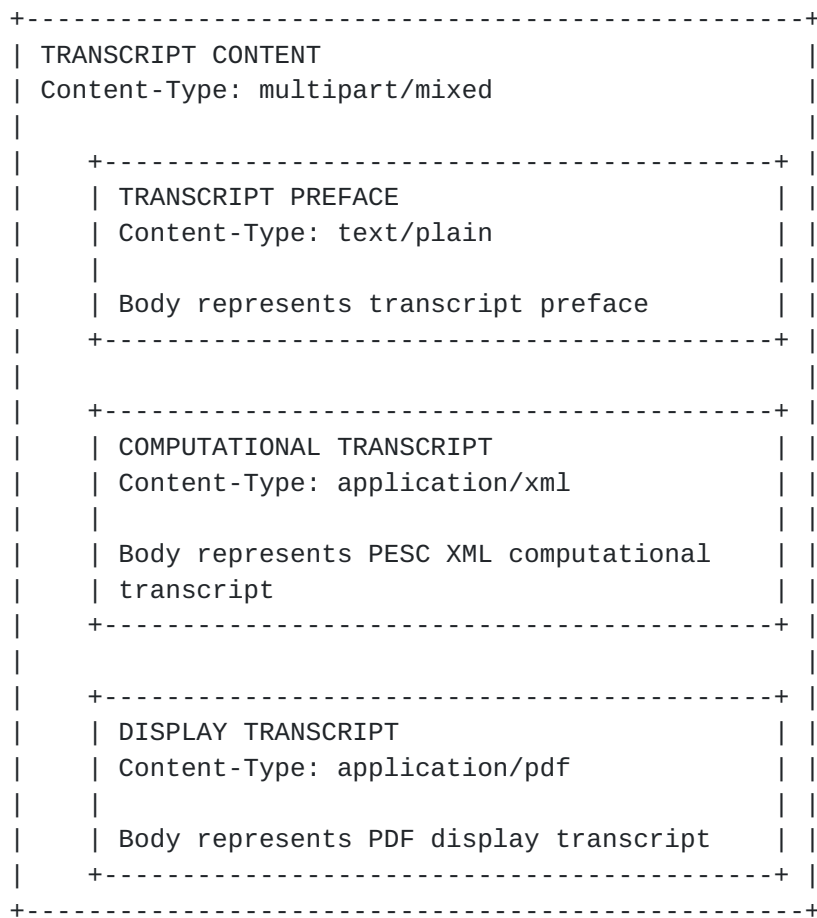 TRANSCRIPT CONTENT
Content-Type: multipart/mixed
TRANSCRIPT PREFACE
Content-Type: text/plain
Body represents transcript preface
COMPUTATIONAL TRANSCRIPT
Content-Type: application/xml
Body represents PESC XML computational
transcript
DISPLAY TRANSCRIPT
Content-Type: application/pdf
Body represents PDF display transcript